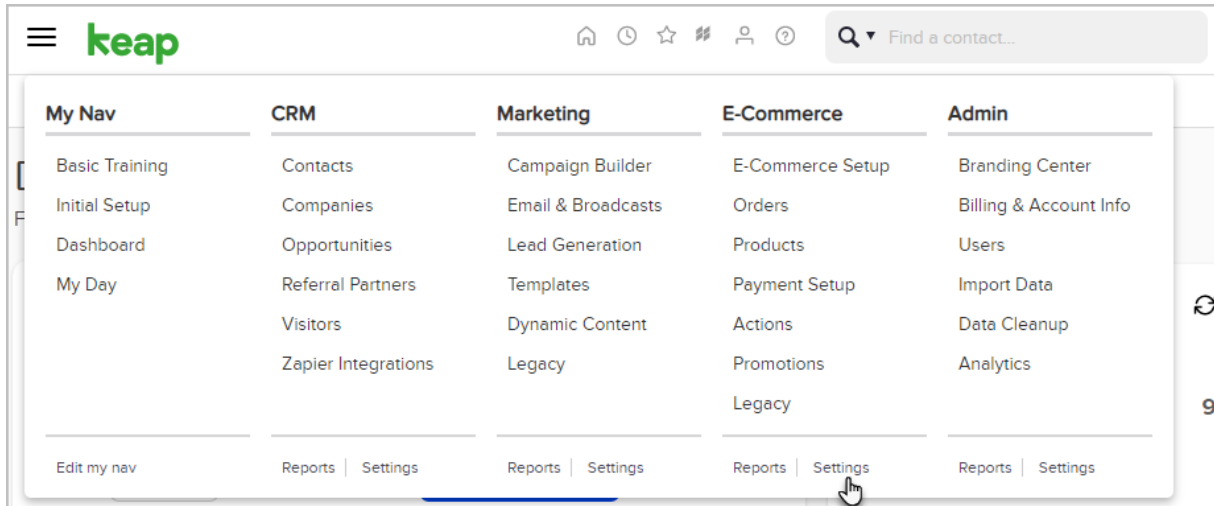 keap
Find a contact...
My Nav
Basic Training
Initial Setup
Dashboard
My Day
Edit my nav
CRM
Contacts
Companies
Opportunities
Referral Partners
Visitors
Zapier Integrations
Reports Settings
Marketing
Campaign Builder
Email & Broadcasts
Lead Generation
Templates
Dynamic Content
Legacy
Reports Settings
E-Commerce
E-Commerce Setup
Orders
Products
Payment Setup
Actions
Promotions
Legacy
Reports Settings
Admin
Branding Center
Billing & Account Info
Users
Import Data
Data Cleanup
Analytics
Reports Settings
9